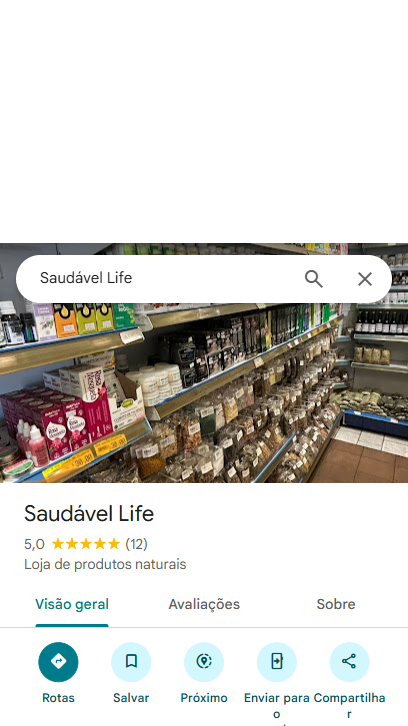 Saudável Life
Saudável Life
5,0 (12)
Loja de produtos naturais
Visão geral Avaliações Sobre
Rotas Salvar Próximo Enviar para Compartilha
o r